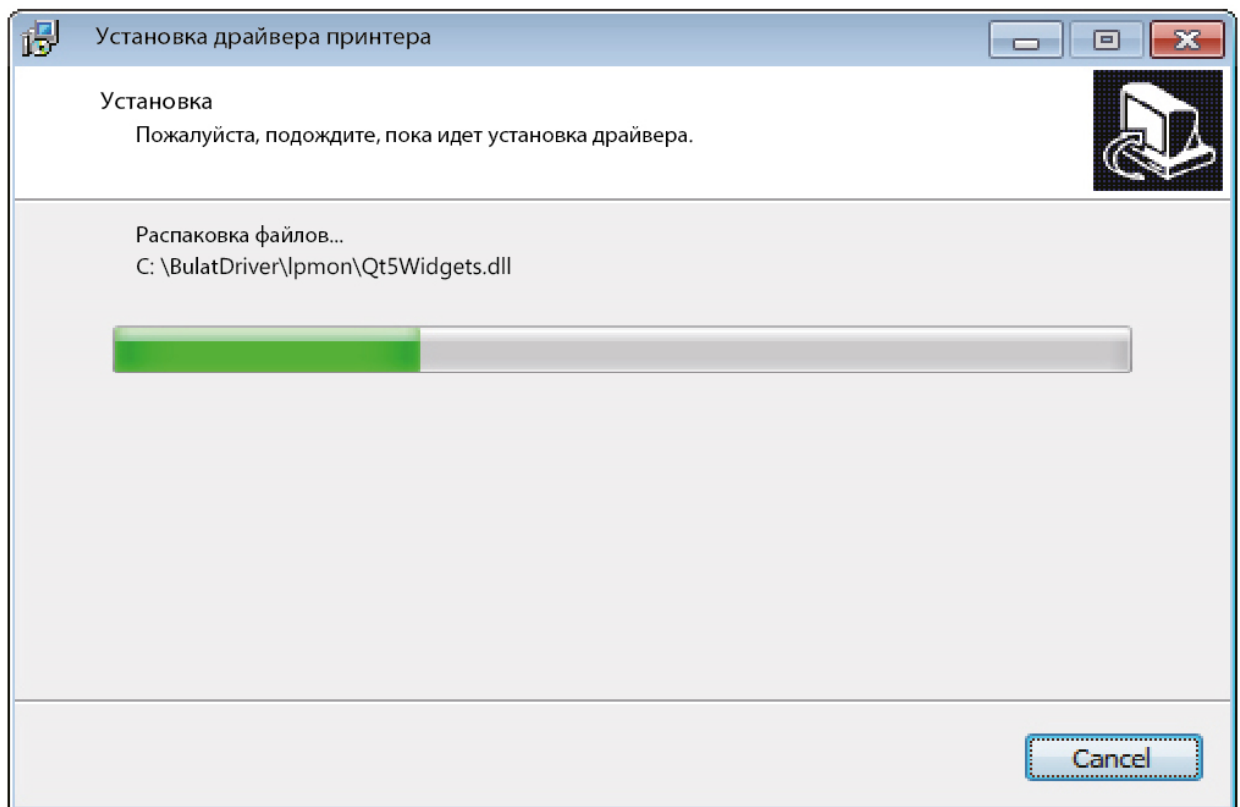 Установка драйвера принтера
Установка
Пожалуйста, подождите, пока идет установка драйвера.
Распаковка файлов...
C: \BulatDriver\lpmon\Qt5Widgets.dll
Cancel